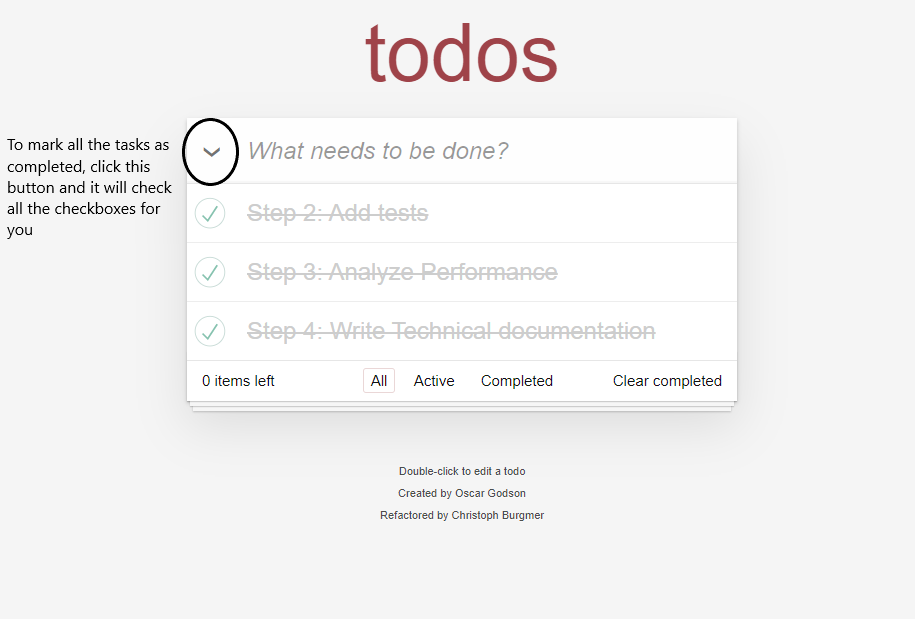 todos
To mark all the tasks as
completed, click this
button and it will check
all the checkboxes for
you
What needs to be done?
Step 2: Add tests
Step 3: Analyze Performance
Step 4: Write Technical documentation
0 items left All Active Completed Clear completed
Double-click to edit a todo
Created by Oscar Godson
Refactored by Christoph Burgmer